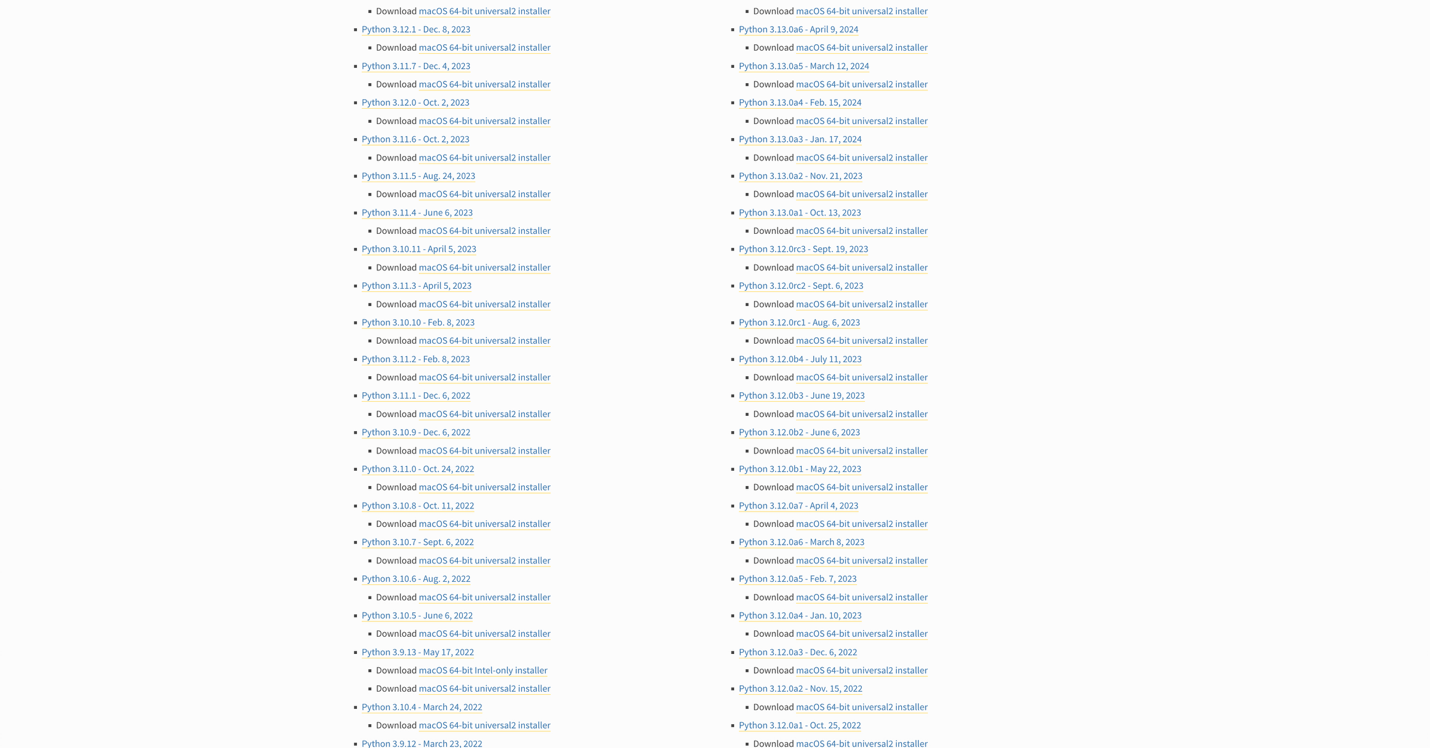 Download macOS 64-bit universal2 installer
Python 3.12.1 - Dec. 8, 2023
Download macOS 64-bit universal2 installer
Python 3.11.7 - Dec. 4, 2023
Download macOS 64-bit universal2 installer
Python 3.12.0 - Oct. 2, 2023
Download macOS 64-bit universal2 installer
Python 3.11.6 - Oct. 2, 2023
Download macOS 64-bit universal2 installer
Python 3.11.5 - Aug. 24, 2023
Download macOS 64-bit universal2 installer
Python 3.11.4 - June 6, 2023
Download macOS 64-bit universal2 installer
Python 3.10.11 - April 5, 2023
Download macOS 64-bit universal2 installer
Python 3.11.3 - April 5, 2023
Download macOS 64-bit universal2 installer
Python 3.10.10 - Feb. 8, 2023
Download macOS 64-bit universal2 installer
Python 3.11.2 - Feb. 8, 2023
Download macOS 64-bit universal2 installer
Python 3.11.1 - Dec. 6, 2022
Download macOS 64-bit universal2 installer
Python 3.10.9 - Dec. 6, 2022
Download macOS 64-bit universal2 installer
Python 3.11.0 - Oct. 24, 2022
Download macOS 64-bit universal2 installer
Python 3.10.8 - Oct. 11, 2022
Download macOS 64-bit universal2 installer
Python 3.10.7 - Sept. 6, 2022
Download macOS 64-bit universal2 installer
Python 3.10.6 - Aug. 2, 2022
Download macOS 64-bit universal2 installer
Python 3.10.5 - June 6, 2022
Download macOS 64-bit universal2 installer
Python 3.9.13 - May 17, 2022
Download macOS 64-bit Intel-only installer
Download macOS 64-bit universal2 installer
Python 3.10.4 - March 24, 2022
Download macOS 64-bit universal2 installer
Python 3.9.12 - March 23, 2022
Download macOS 64-bit universal2 installer
Python 3.13.0a6 - April 9, 2024
Download macOS 64-bit universal2 installer
Python 3.13.0a5 - March 12, 2024
Download macOS 64-bit universal2 installer
Python 3.13.0a4 - Feb. 15, 2024
Download macOS 64-bit universal2 installer
Python 3.13.0a3 - Jan. 17, 2024
Download macOS 64-bit universal2 installer
Python 3.13.0a2 - Nov. 21, 2023
Download macOS 64-bit universal2 installer
Python 3.13.0a1 - Oct. 13, 2023
Download macOS 64-bit universal2 installer
Python 3.12.0rc3 - Sept. 19, 2023
Download macOS 64-bit universal2 installer
Python 3.12.0rc2 - Sept. 6, 2023
Download macOS 64-bit universal2 installer
Python 3.12.0rc1 - Aug. 6, 2023
Download macOS 64-bit universal2 installer
Python 3.12.0b4 - July 11, 2023
Download macOS 64-bit universal2 installer
Python 3.12.0b3 - June 19, 2023
Download macOS 64-bit universal2 installer
Python 3.12.0b2 - June 6, 2023
Download macOS 64-bit universal2 installer
Python 3.12.0b1 - May 22, 2023
Download macOS 64-bit universal2 installer
Python 3.12.0a7 - April 4, 2023
Download macOS 64-bit universal2 installer
Python 3.12.0a6 - March 8, 2023
Download macOS 64-bit universal2 installer
Python 3.12.0a5 - Feb. 7, 2023
Download macOS 64-bit universal2 installer
Python 3.12.0a4 - Jan. 10, 2023
Download macOS 64-bit universal2 installer
Python 3.12.0a3 - Dec. 6, 2022
Download macOS 64-bit universal2 installer
Python 3.12.0a2 - Nov. 15, 2022
Download macOS 64-bit universal2 installer
Python 3.12.0a1 - Oct. 25, 2022
Download macOS 64-bit universal2 installer